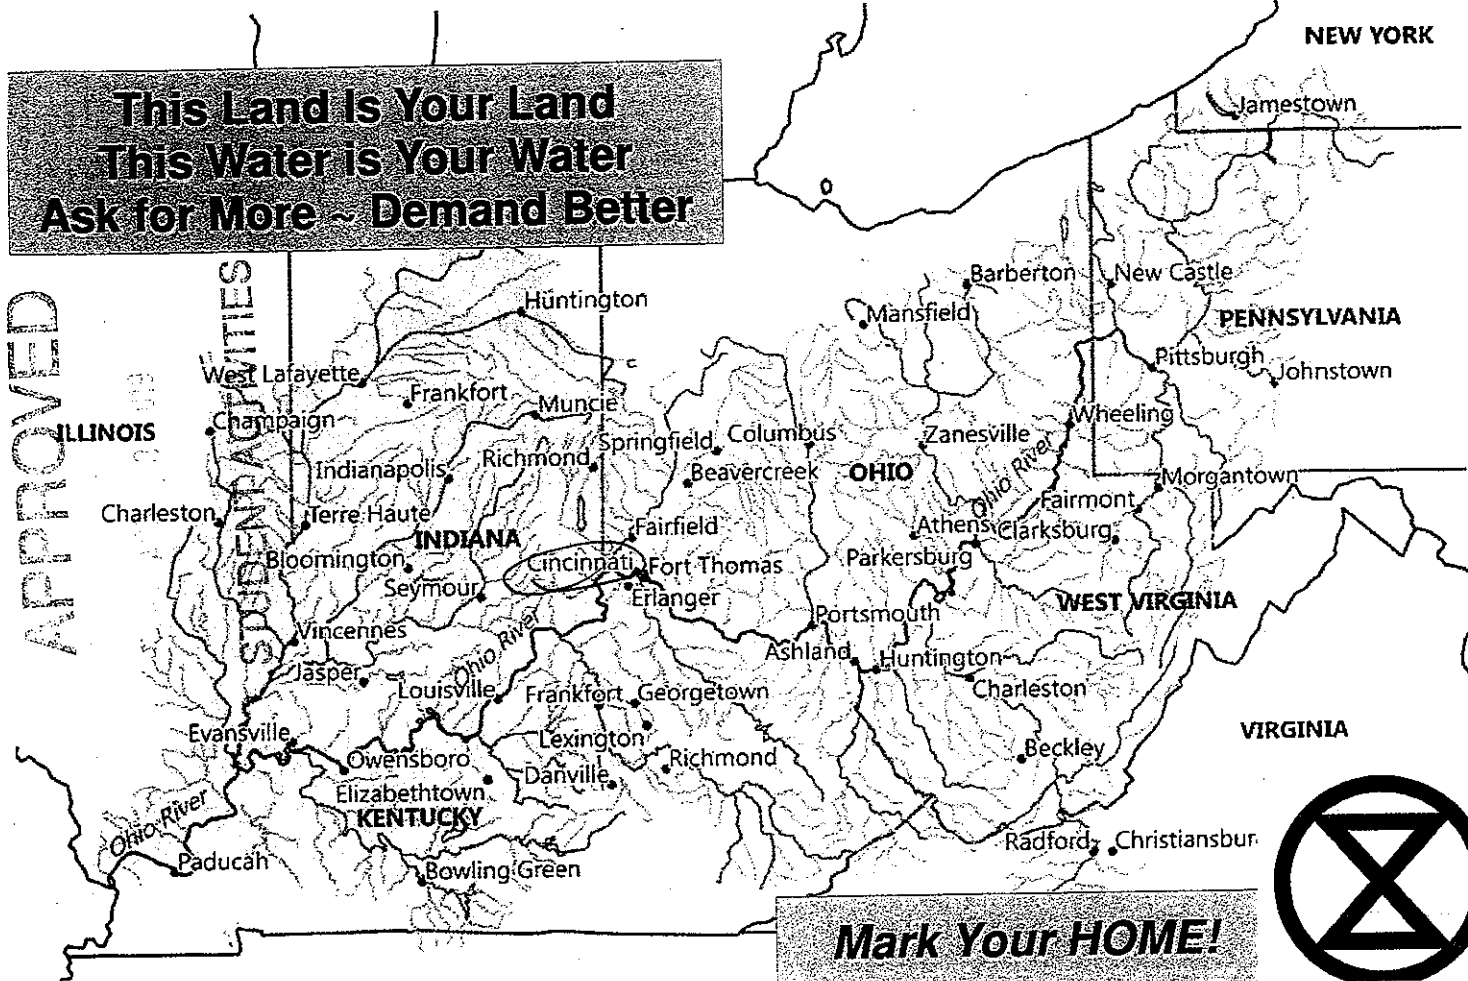 NEW YORK
This Land Is Your Land
This Water is Your Water
Ask for More ~ Demand Better
Jamestown
Barberton
New Castle
Huntington
Mansfield
PENNSYLVANIA
Pittsburgh
Johnstown
West Lafayette
Frankfort
Muncie
Wheeling
ILLINOIS
Champaign
Springfield
Columbus
Zanesville
Richmond
Indianapolis
Beavercreek
OHIO
Ohio River
Morgantown
Fairmont
Charleston
Terre Haute
INDIANA
Fairfield
Athens
Clarksburg
Parkersburg
Bloomington
Cincinnati
Fort Thomas
Seymour
Erlanger
WEST VIRGINIA
Portsmouth
Vincennes
Ohio River
Ashland
Huntington
Jasper
Louisville
Frankfort
Georgetown
Charleston
Evansville
Lexington
VIRGINIA
Owensboro
Richmond
Beckley
Danville
Elizabethtown
KENTUCKY
Ohio River
Paducah
Radford
Christiansbur
Bowling Green
Mark Your HOME!
APPROVED
STUDENT ACTIVITIES